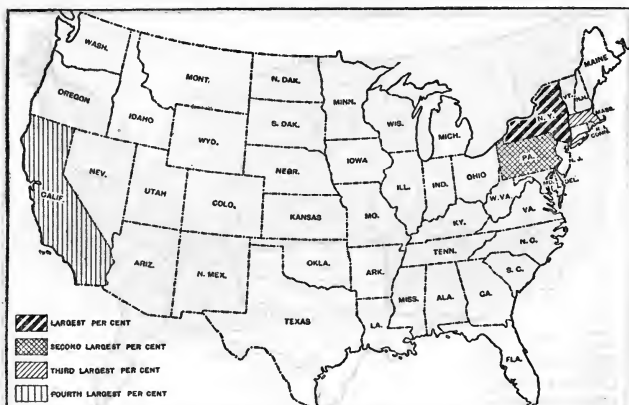 WASH.
MONT.
N. DAK.
MINN.
MAINE
VT.
N.H.
OREGON
IDAHO
S. DAK.
WIS.
MICH.
N.Y.
MASS.
R.I.
CONN.
WYO.
IOWA
PA.
N.J.
NEBR.
OHIO
NEV.
UTAH
COLO.
ILL.
IND.
W.VA.
DEL.
CALIF.
KANSAS
MO.
KY.
VA.
TENN.
N.C.
ARIZ.
N. MEX.
OKLA.
ARK.
S.C.
MISS.
ALA.
GA.
TEXAS
LA.
FLA.
LARGEST PER CENT
SECOND LARGEST PER CENT
THIRD LARGEST PER CENT
FOURTH LARGEST PER CENT